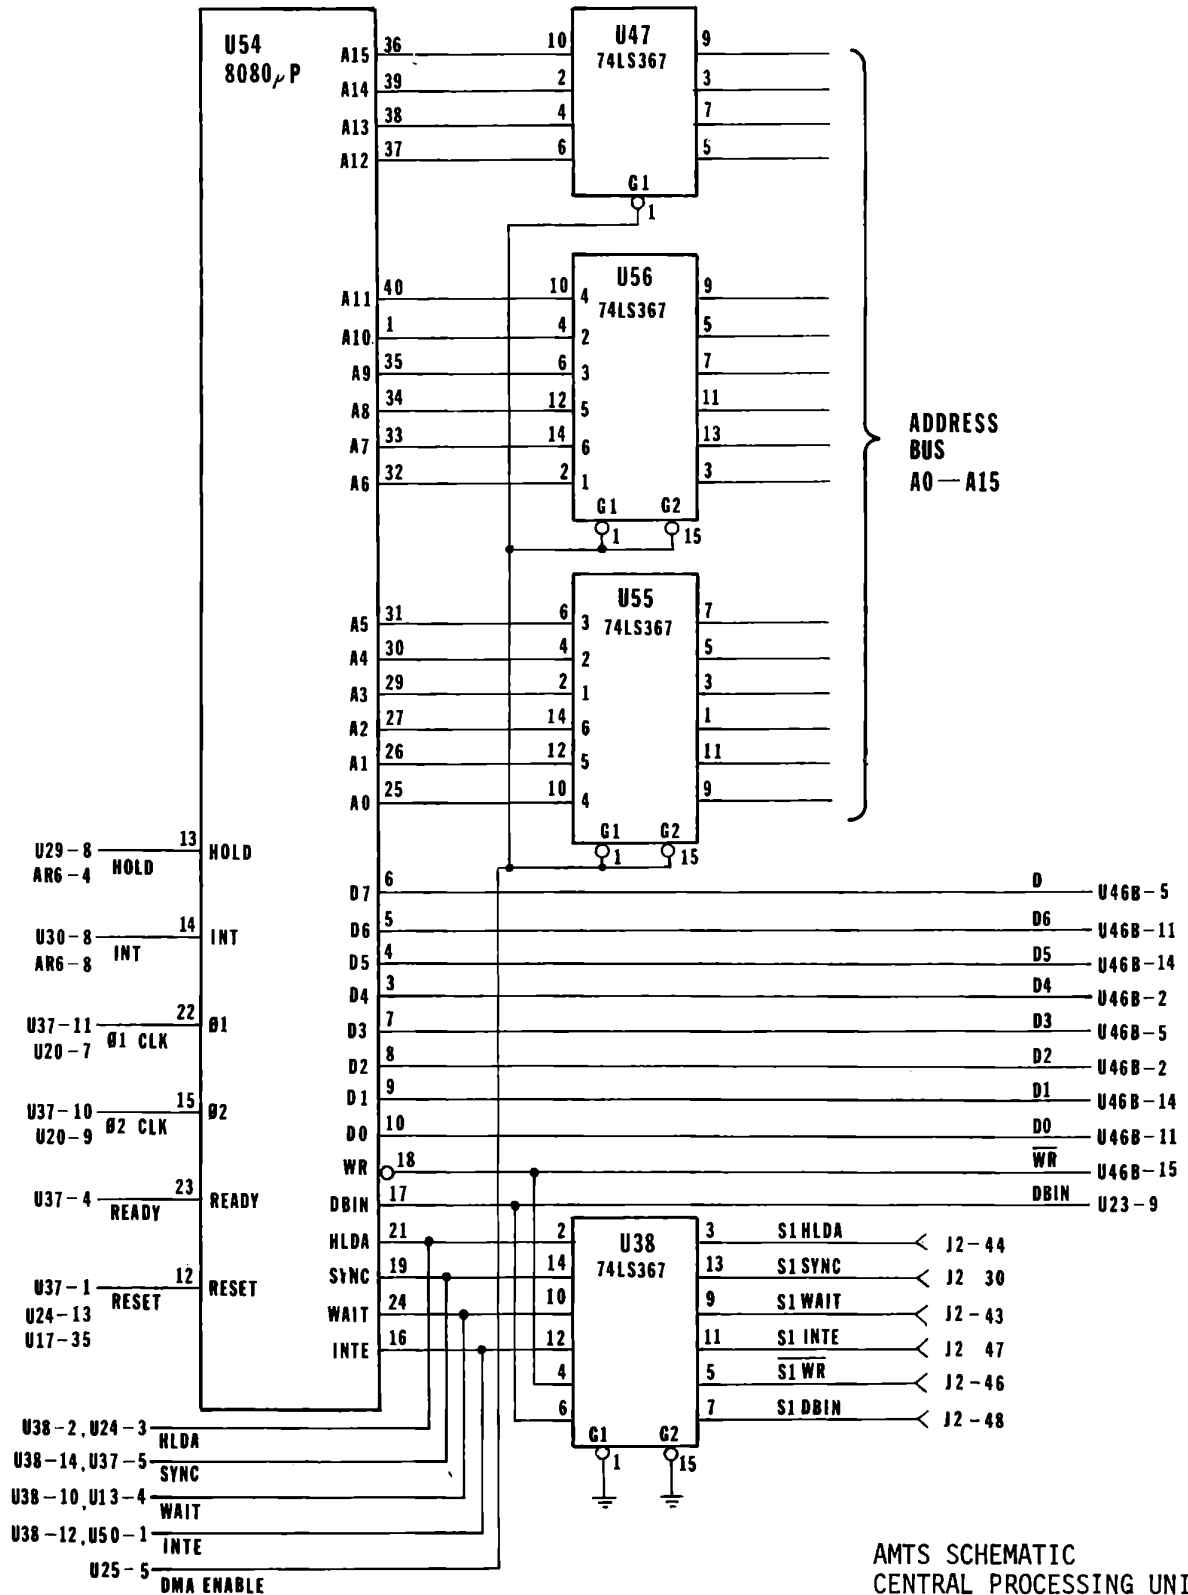 U54
8080μP
A15 36 10 U47 9
74LS367
A14 39 2 3
A13 38 4 7
A12 37 6 5
G1
1
U56
A11 40 10 4 74LS367 9
A10 1 4 2 5
A9 35 6 3 7
A8 34 12 5 11
A7 33 14 6 13
A6 32 2 1 3
G1 G2
1 15
ADDRESS
BUS
A0—A15
U55
A5 31 6 3 74LS367 7
A4 30 4 2 5
A3 29 2 1 3
A2 27 14 6 1
A1 26 12 5 11
A0 25 10 4 9
G1 G2
1 15
U29-8 13 HOLD
AR6-4 HOLD
U30-8 14 INT
AR6-8 INT
U37-11 22 Ø1
U20-7 Ø1 CLK
U37-10 15 Ø2
U20-9 Ø2 CLK
U37-4 23 READY
READY
U37-1 12 RESET
RESET
U24-13
U17-35
D7 6 D U46B-5
D6 5 D6 U46B-11
D5 4 D5 U46B-14
D4 3 D4 U46B-2
D3 7 D3 U46B-5
D2 8 D2 U46B-2
D1 9 D1 U46B-14
D0 10 D0 U46B-11
WR 18 WR U46B-15
DBIN 17 DBIN U23-9
U38
74LS367
HLDA 21 2 3 S1HLDA J2-44
SYNC 19 14 13 S1SYNC J2 30
WAIT 24 10 9 S1WAIT J2-43
INTE 16 12 11 S1 INTE J2 47
4 5 S1 WR J2-46
6 7 S1 DBIN J2-48
G1 G2
1 15
U38-2,U24-3
HLDA
U38-14,U37-5
SYNC
U38-10,U13-4
WAIT
U38-12,U50-1
INTE
U25-5
DMA ENABLE
AMTS SCHEMATIC
CENTRAL PROCESSING UNI